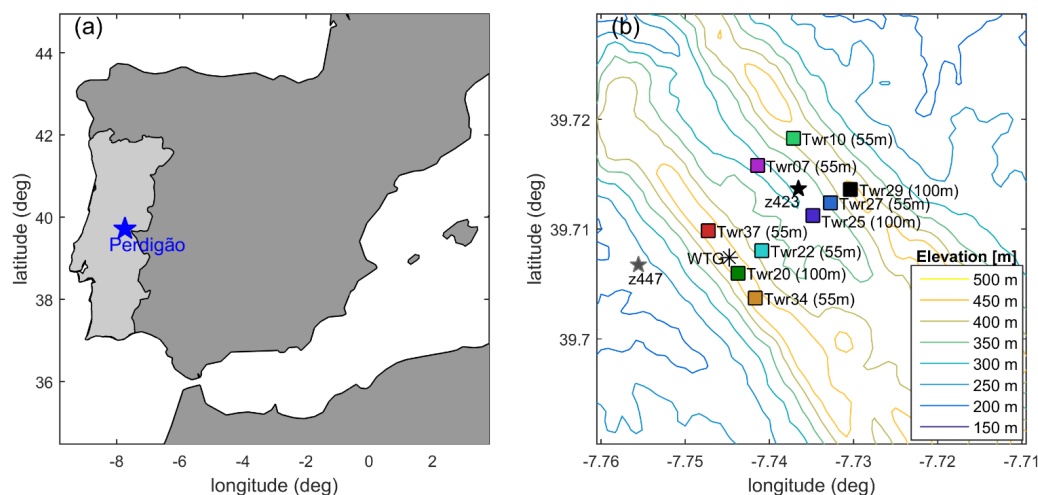 (a)
44
42
40
38
36
latitude (deg)
Perdigão
-8
-6
-4
-2
0
2
longitude (deg)
(b)
39.72
39.71
39.7
latitude (deg)
Twr10 (55m)
Twr07 (55m)
z423
Twr29 (100m)
Twr27 (55m)
Twr25 (100m)
Twr37 (55m)
Twr22 (55m)
WTG
z447
Twr20 (100m)
Twr34 (55m)
Elevation [m]
500 m
450 m
400 m
350 m
300 m
250 m
200 m
150 m
-7.76
-7.75
-7.74
-7.73
-7.72
-7.71
longitude (deg)